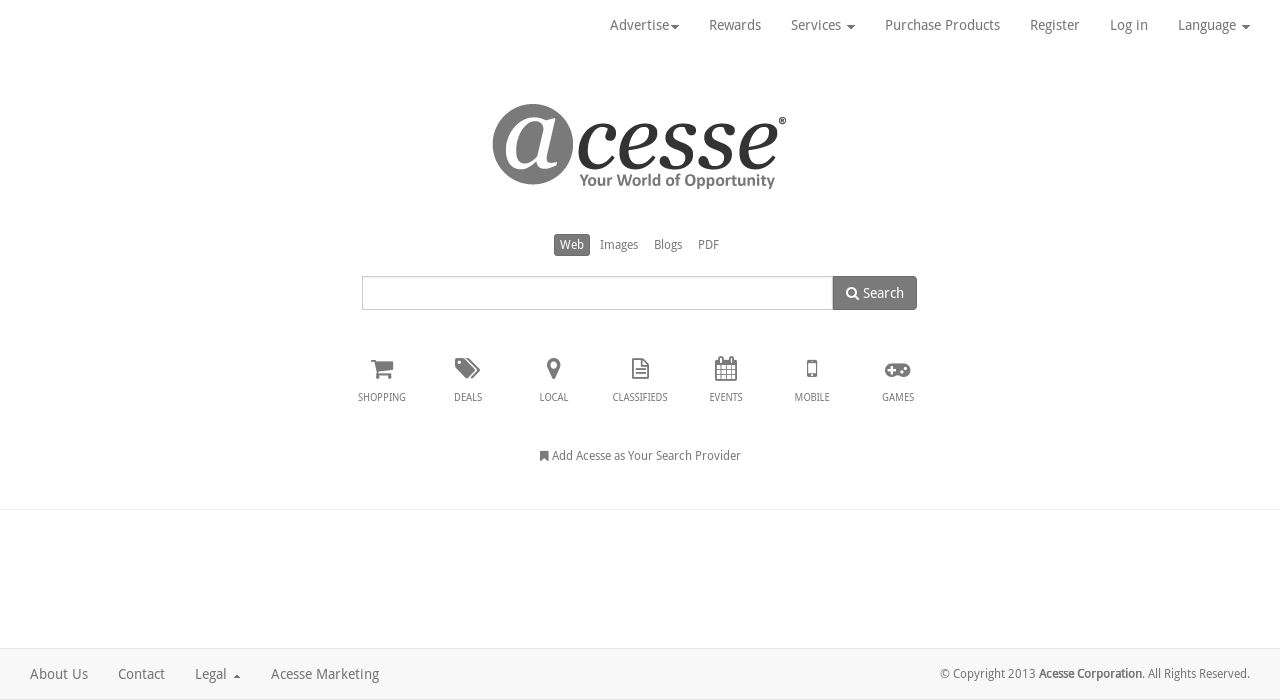 Advertise Rewards Services Purchase Products Register Log in Language
acesse®
Your World of Opportunity
Web Images Blogs PDF
Search
SHOPPING DEALS LOCAL CLASSIFIEDS EVENTS MOBILE GAMES
Add Acesse as Your Search Provider
About Us Contact Legal Acesse Marketing © Copyright 2013 Acesse Corporation. All Rights Reserved.